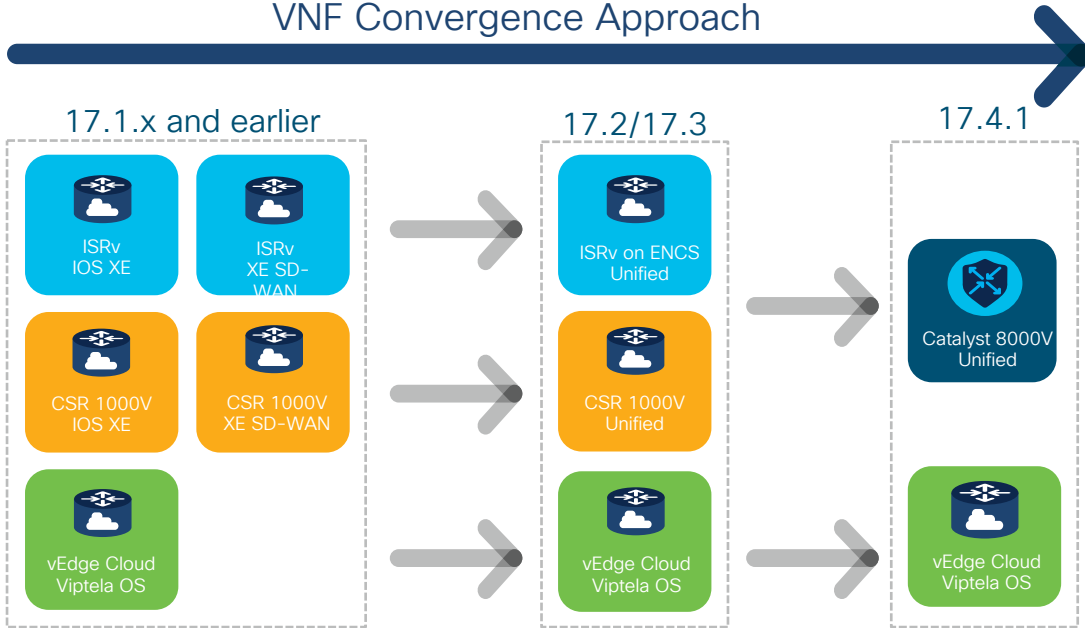 VNF Convergence Approach
17.1.x and earlier
ISRv
IOS XE
ISRv
XE SD-
WAN
CSR 1000V
IOS XE
CSR 1000V
XE SD-WAN
vEdge Cloud
Viptela OS
17.2/17.3
ISRv on ENCS
Unified
CSR 1000V
Unified
vEdge Cloud
Viptela OS
17.4.1
Catalyst 8000V
Unified
vEdge Cloud
Viptela OS